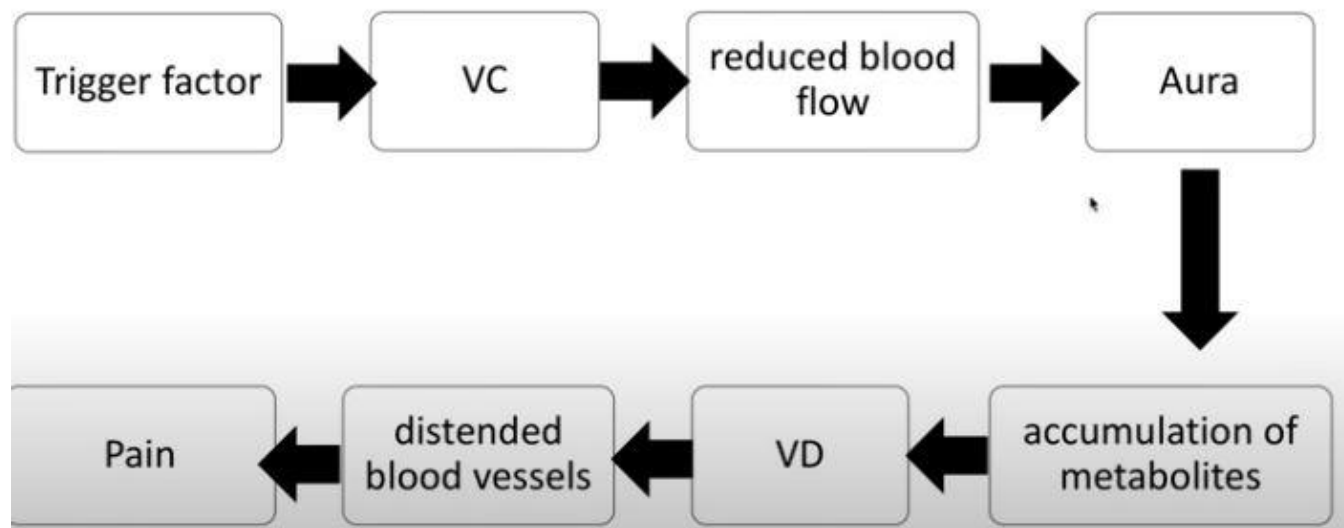 Trigger factor
VC
reduced blood
flow
Aura
accumulation of
metabolites
VD
distended
blood vessels
Pain